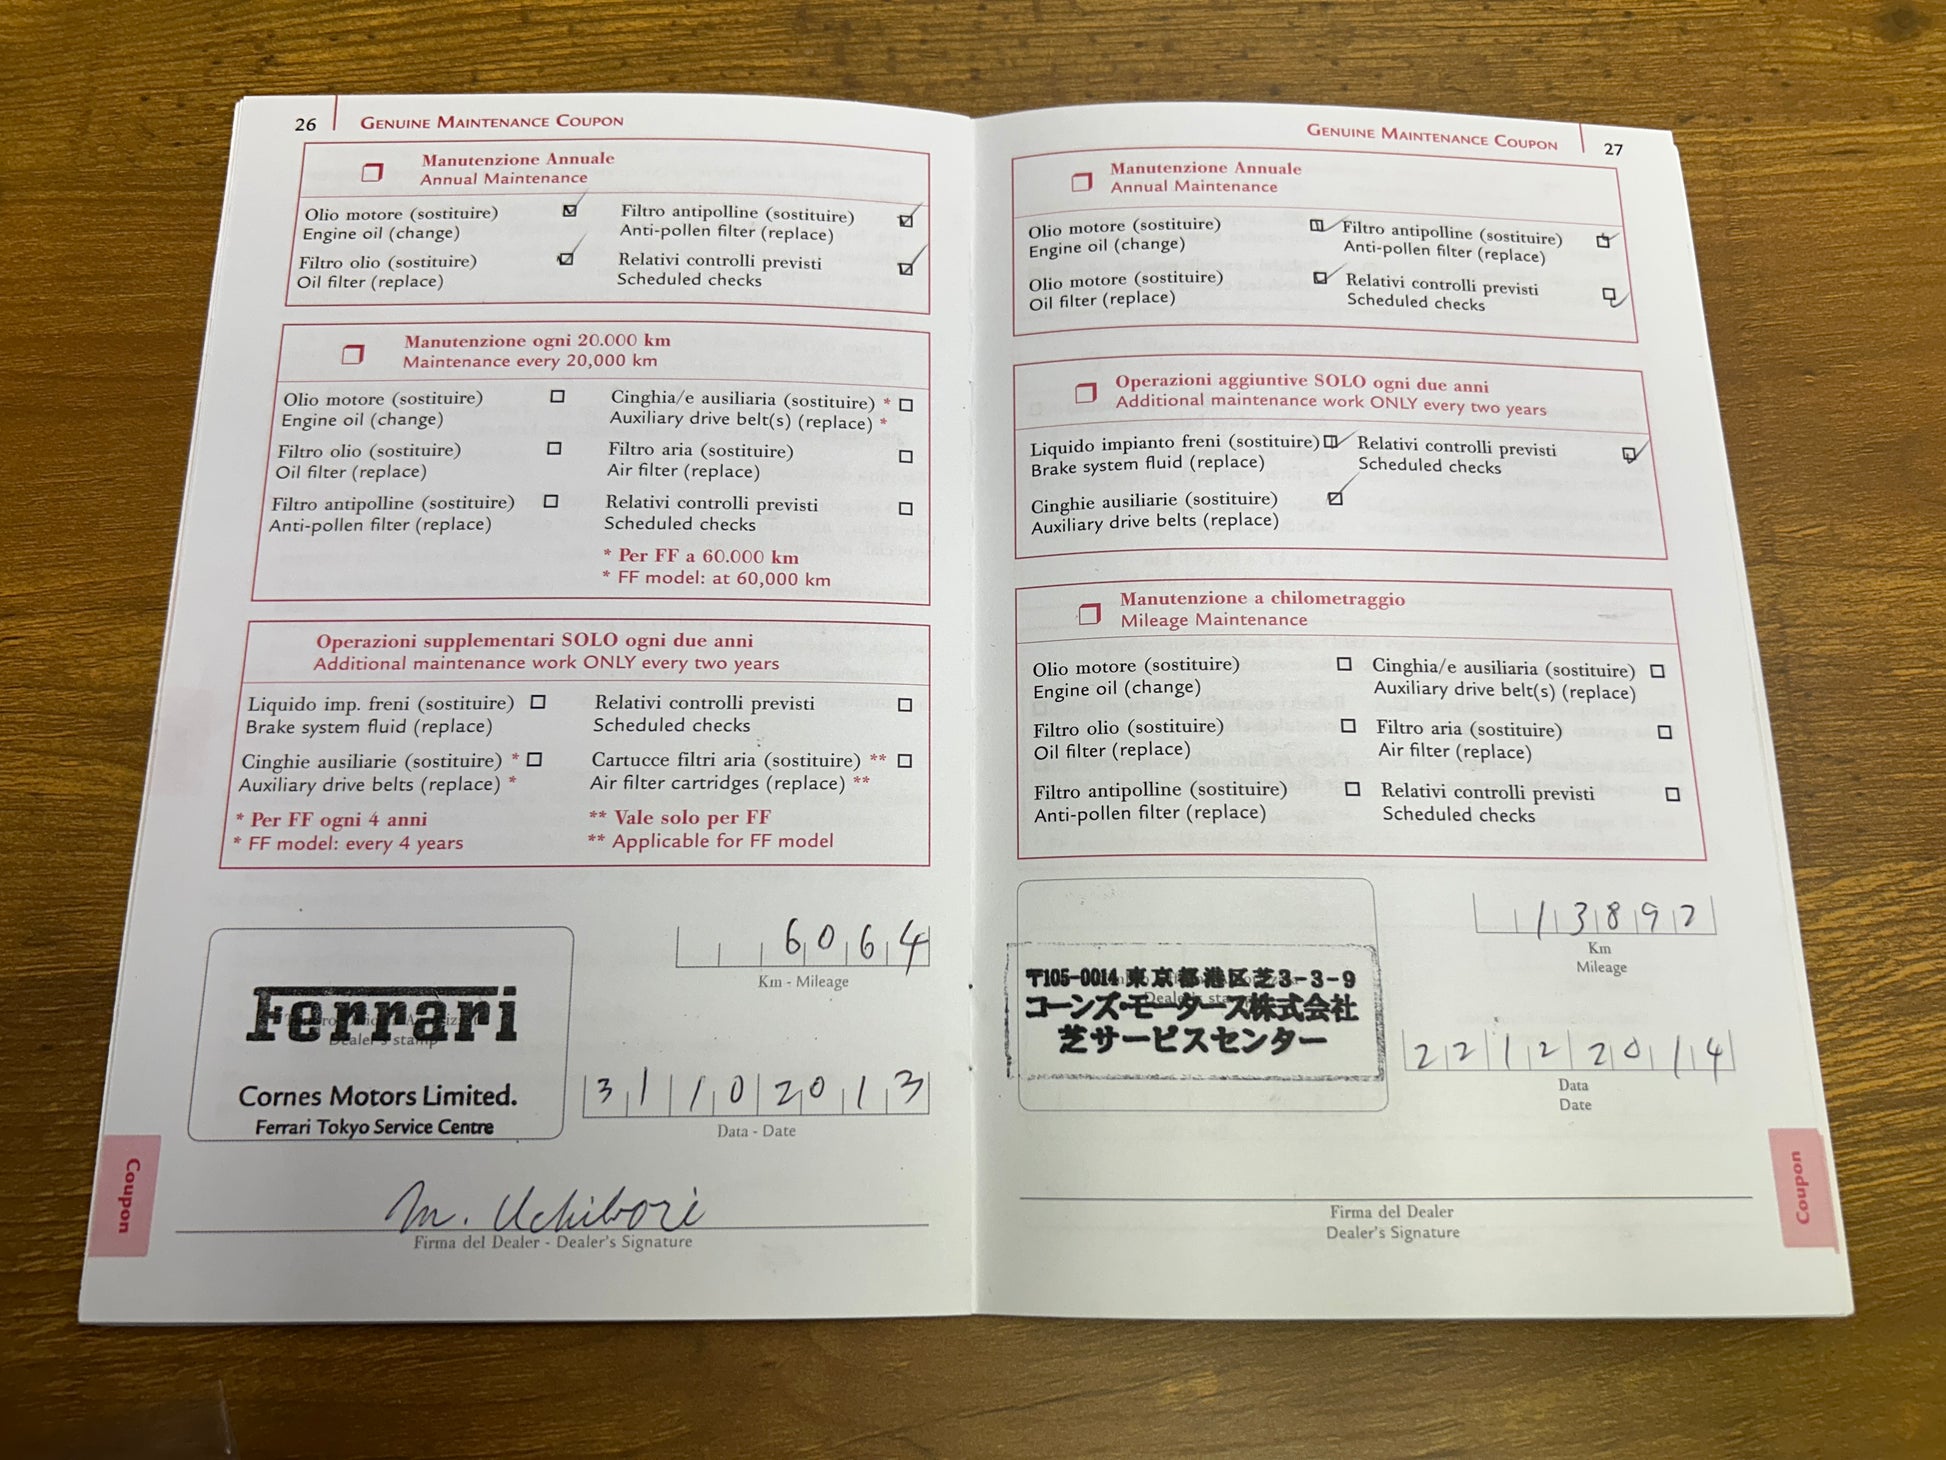 26
GENUINE MAINTENANCE COUPON
Manutenzione Annuale
Annual Maintenance
Olio motore (sostituire)
Engine oil (change)
Filtro antipolline (sostituire)
Anti-pollen filter (replace)
Filtro olio (sostituire)
Oil filter (replace)
Relativi controlli previsti
Scheduled checks
Manutenzione ogni 20.000 km
Maintenance every 20,000 km
Olio motore (sostituire)
Engine oil (change)
Cinghia/e ausiliaria (sostituire) *
Auxiliary drive belt(s) (replace) *
Filtro olio (sostituire)
Oil filter (replace)
Filtro aria (sostituire)
Air filter (replace)
Filtro antipolline (sostituire)
Anti-pollen filter (replace)
Relativi controlli previsti
Scheduled checks
* Per FF a 60.000 km
* FF model: at 60,000 km
Operazioni supplementari SOLO ogni due anni
Additional maintenance work ONLY every two years
Liquido imp. freni (sostituire)
Brake system fluid (replace)
Relativi controlli previsti
Scheduled checks
Cinghie ausiliarie (sostituire) *
Auxiliary drive belts (replace) *
Cartucce filtri aria (sostituire) **
Air filter cartridges (replace) **
* Per FF ogni 4 anni
* FF model: every 4 years
** Vale solo per FF
** Applicable for FF model
6064
Km - Mileage
Ferrari
Dealer's stamp
Cornes Motors Limited.
Ferrari Tokyo Service Centre
31 10 2013
Data - Date
M. Uchibori
Firma del Dealer - Dealer's Signature
Coupon
GENUINE MAINTENANCE COUPON
27
Manutenzione Annuale
Annual Maintenance
Olio motore (sostituire)
Engine oil (change)
Filtro antipolline (sostituire)
Anti-pollen filter (replace)
Olio motore (sostituire)
Oil filter (replace)
Relativi controlli previsti
Scheduled checks
Operazioni aggiuntive SOLO ogni due anni
Additional maintenance work ONLY every two years
Liquido impianto freni (sostituire)
Brake system fluid (replace)
Relativi controlli previsti
Scheduled checks
Cinghie ausiliarie (sostituire)
Auxiliary drive belts (replace)
Manutenzione a chilometraggio
Mileage Maintenance
Olio motore (sostituire)
Engine oil (change)
Cinghia/e ausiliaria (sostituire)
Auxiliary drive belt(s) (replace)
Filtro olio (sostituire)
Oil filter (replace)
Filtro aria (sostituire)
Air filter (replace)
Filtro antipolline (sostituire)
Anti-pollen filter (replace)
Relativi controlli previsti
Scheduled checks
13892
Km
Mileage
〒105-0014 東京都港区芝3-3-9
コーンズ・モータース株式会社
芝サービスセンター
22 12 2014
Data
Date
Firma del Dealer
Dealer's Signature
Coupon